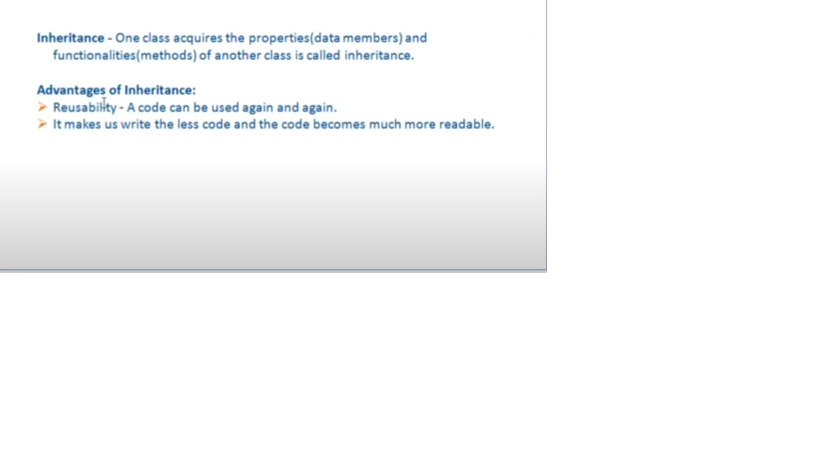 Inheritance - One class acquires the properties(data members) and
functionalities(methods) of another class is called inheritance.
Advantages of Inheritance:
➢ Reusability - A code can be used again and again.
➢ It makes us write the less code and the code becomes much more readable.